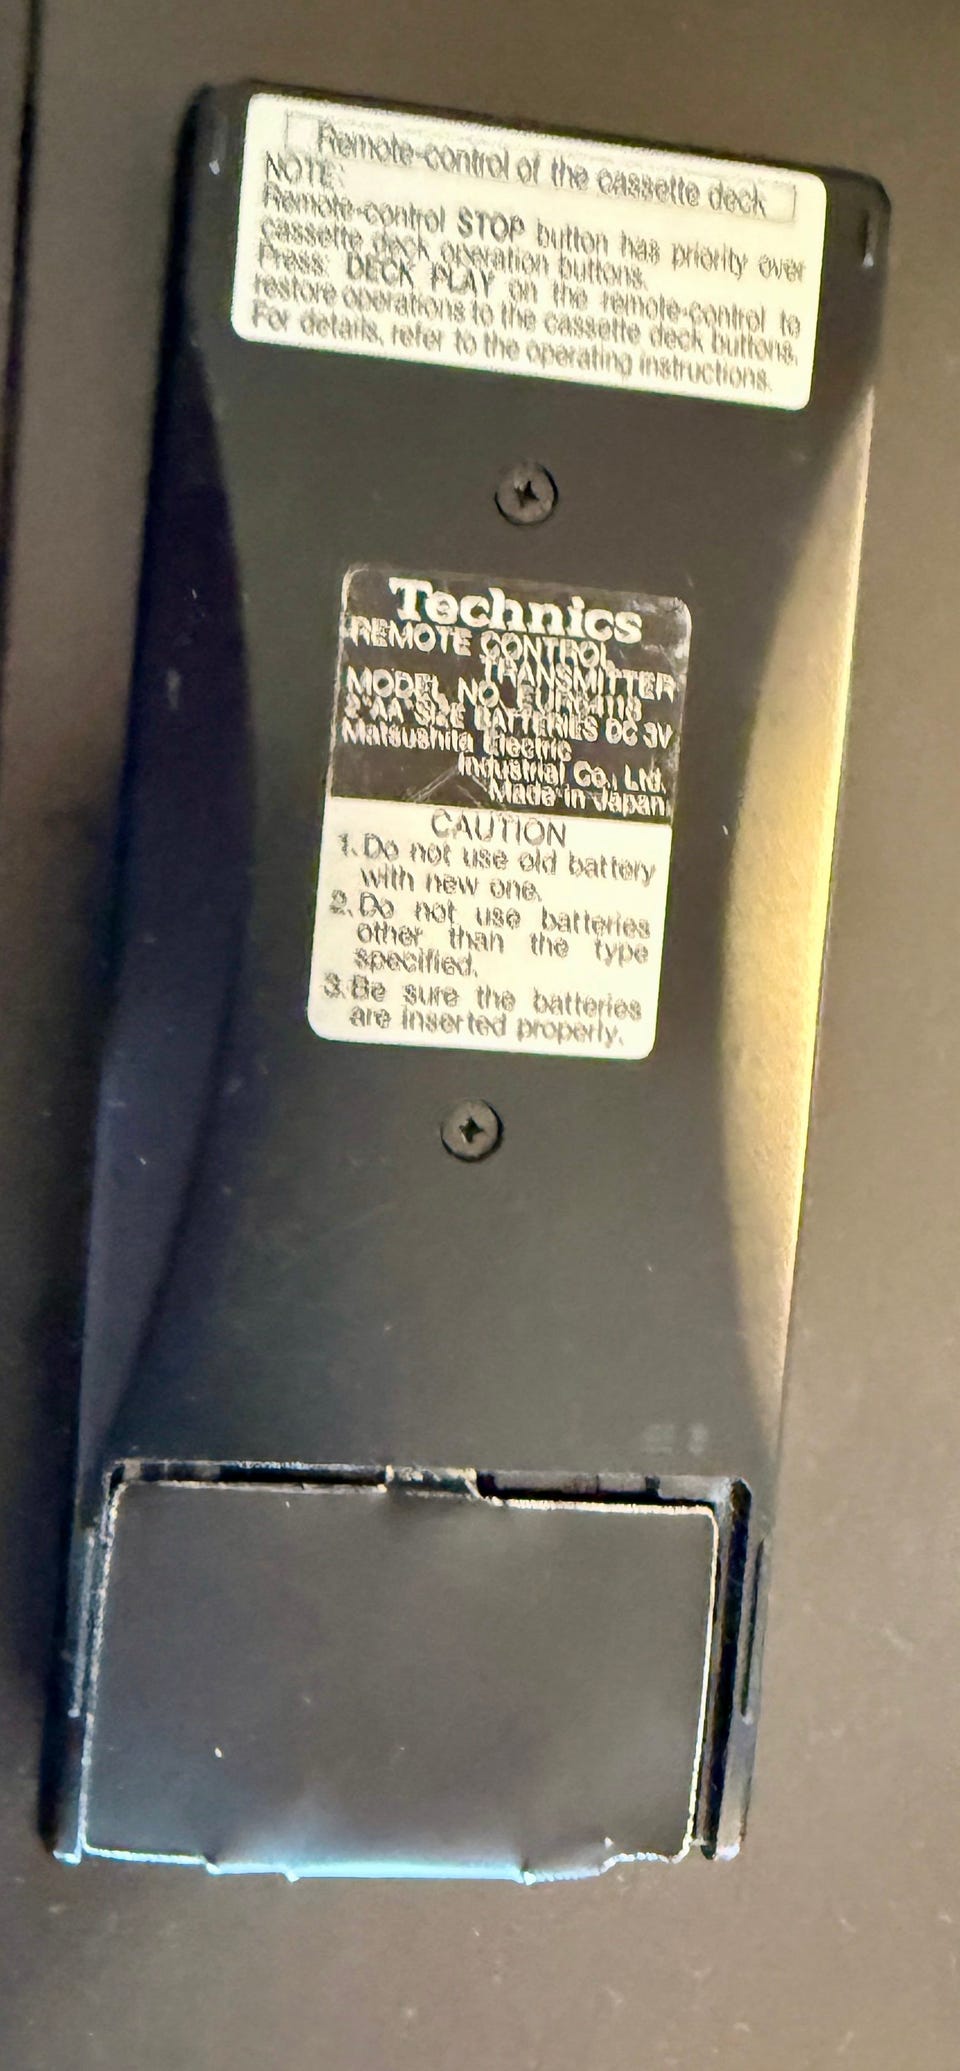 Remote-control of the cassette deck
NOTE:
Remote-control STOP button has priority over
cassette deck operation buttons.
Press DECK PLAY on the remote-control to
restore operations to the cassette deck buttons.
For details, refer to the operating instructions.
Technics
REMOTE CONTROL
TRANSMITTER
MODEL NO.
2 "AA" SIZE BATTERIES DC 3V
Matsushita Electric
Industrial Co., Ltd.
Made in Japan
CAUTION
1. Do not use old battery
with new one.
2. Do not use batteries
other than the type
specified.
3. Be sure the batteries
are inserted properly.